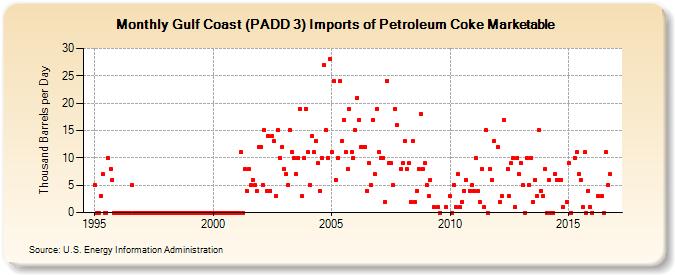 Monthly Gulf Coast (PADD 3) Imports of Petroleum Coke Marketable
Thousand Barrels per Day
30
25
20
15
10
5
0
1995 2000 2005 2010 2015
Source: U.S. Energy Information Administration